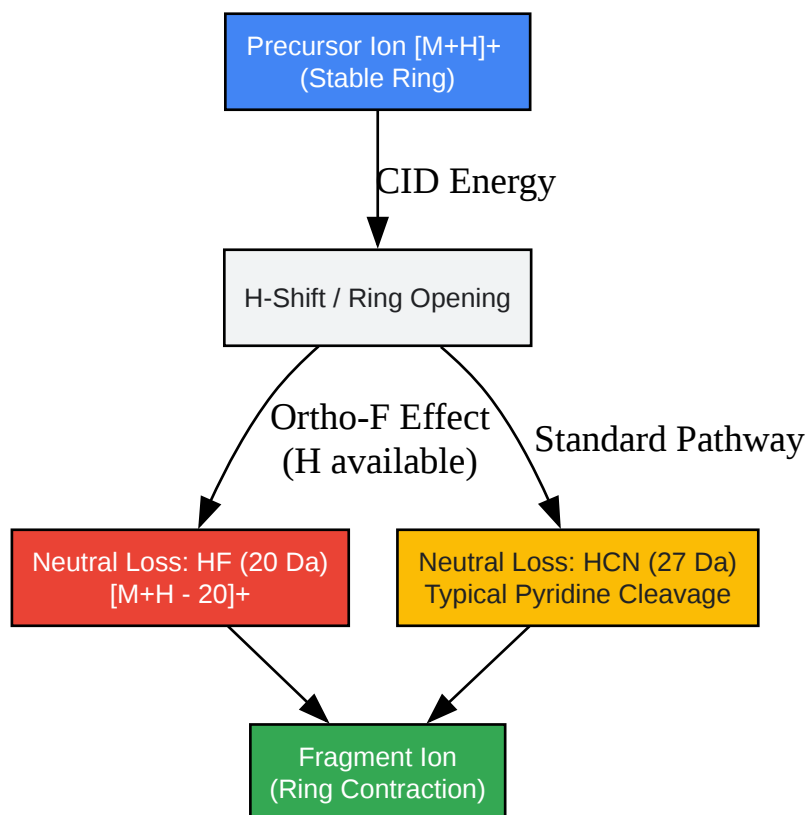 Precursor Ion [M+H]+
(Stable Ring)
CID Energy
H-Shift / Ring Opening
Ortho-F Effect
(H available)
Standard Pathway
Neutral Loss: HF (20 Da)
[M+H - 20]+
Neutral Loss: HCN (27 Da)
Typical Pyridine Cleavage
Fragment Ion
(Ring Contraction)